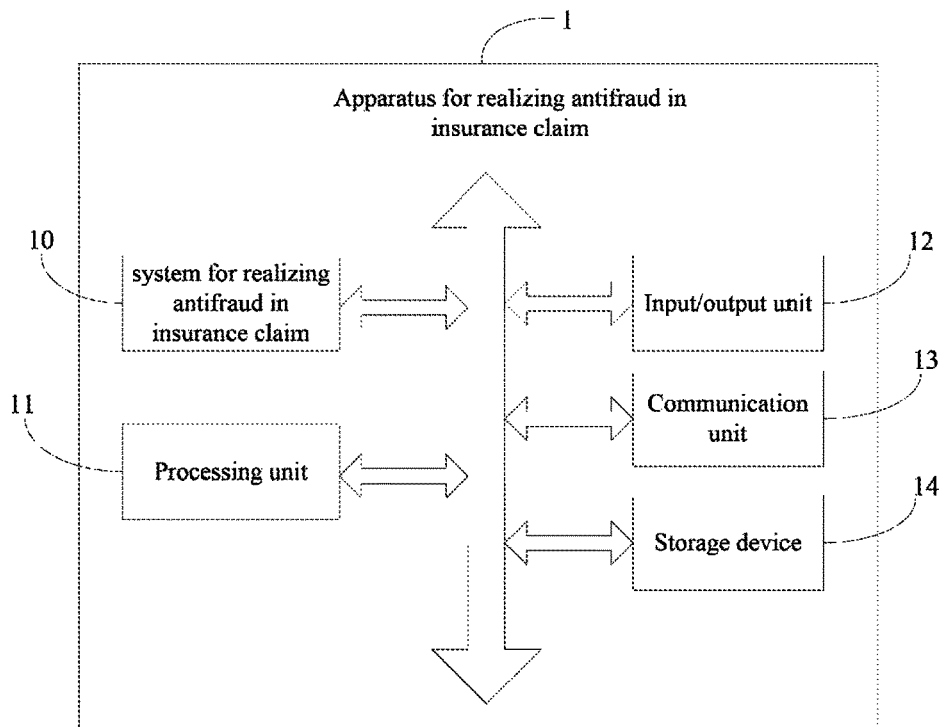 1
Apparatus for realizing antifraud in
insurance claim
10
system for realizing
antifraud in
insurance claim
12
Input/output unit
13
Communication
unit
11
Processing unit
14
Storage device